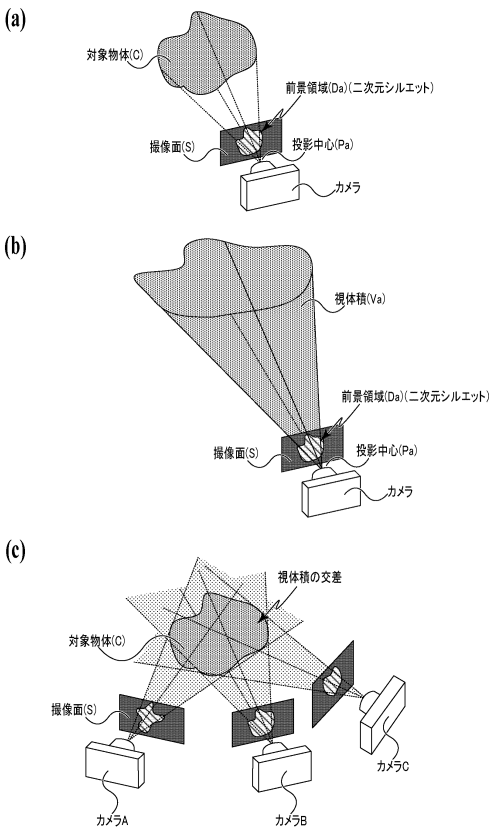 (a)
対象物体(C)
前景領域(Da)(二次元シルエット)
撮像面(S)
投影中心(Pa)
カメラ
(b)
視体積(Va)
前景領域(Da)(二次元シルエット)
撮像面(S)
投影中心(Pa)
カメラ
(c)
視体積の交差
対象物体(C)
撮像面(S)
カメラC
カメラA
カメラB